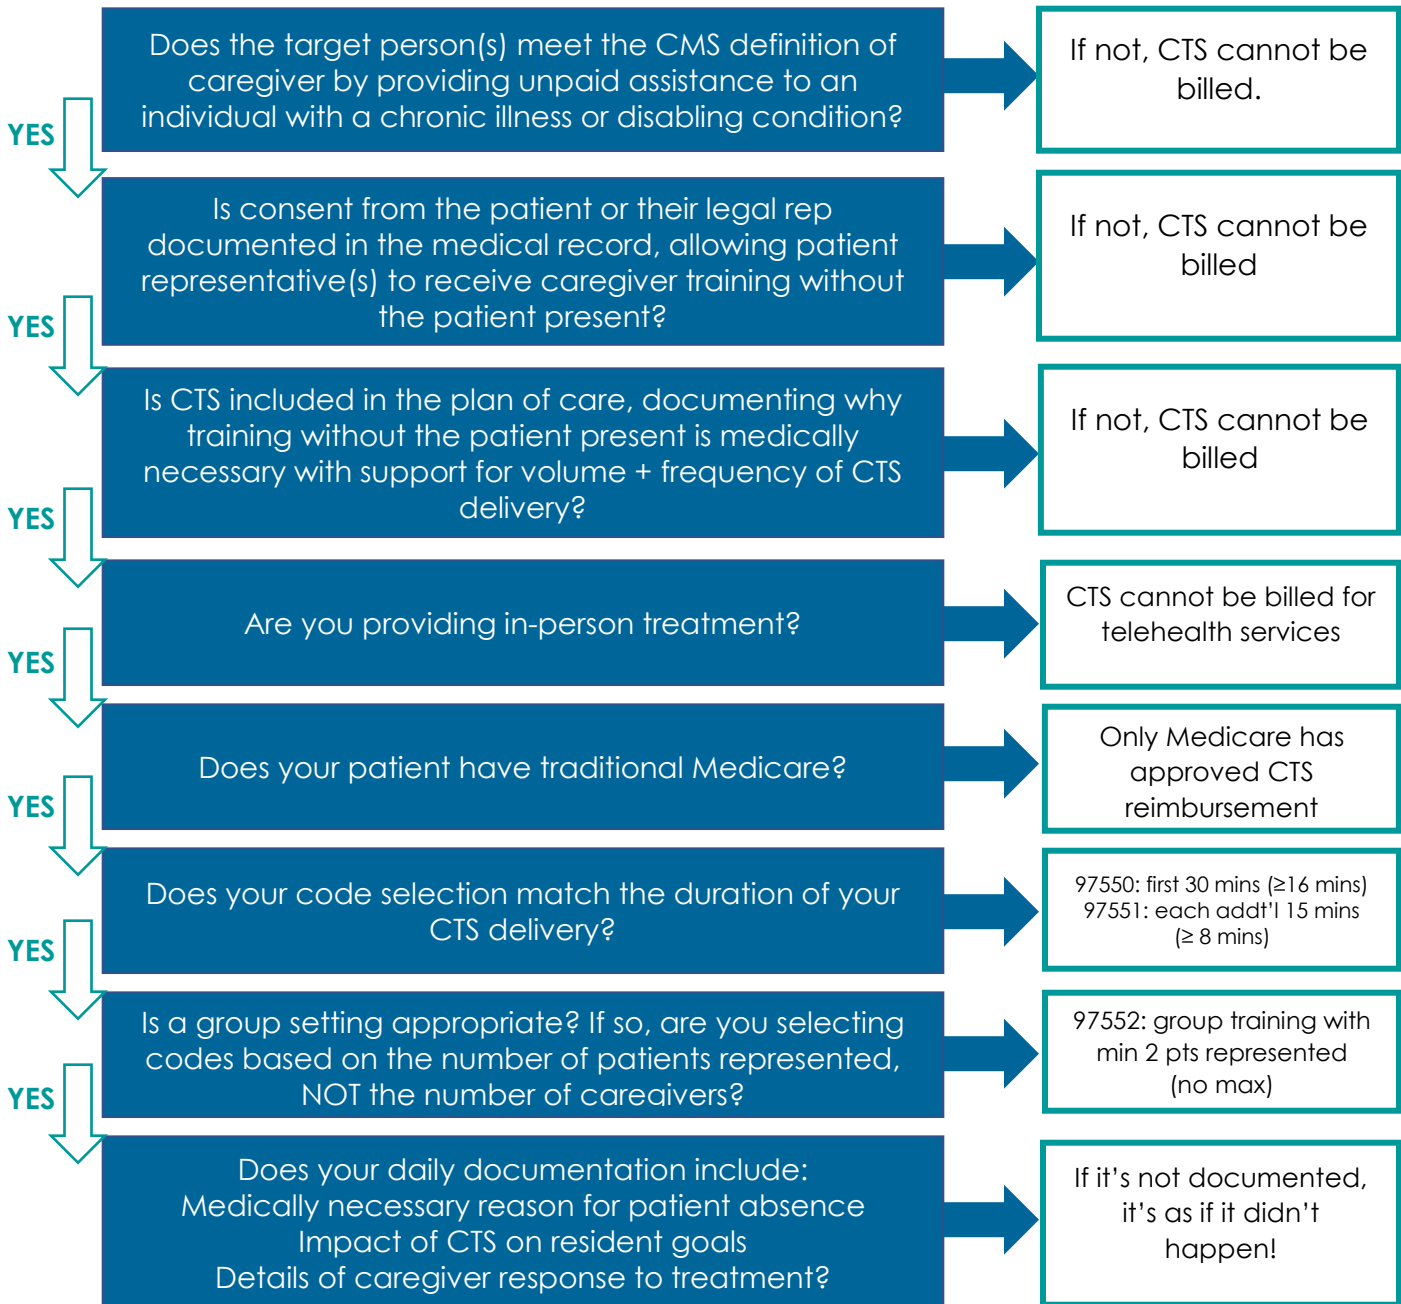 Does the target person(s) meet the CMS definition of
caregiver by providing unpaid assistance to an
individual with a chronic illness or disabling condition?
If not, CTS cannot be
billed.
YES
Is consent from the patient or their legal rep
documented in the medical record, allowing patient
representative(s) to receive caregiver training without
the patient present?
If not, CTS cannot be
billed
YES
Is CTS included in the plan of care, documenting why
training without the patient present is medically
necessary with support for volume + frequency of CTS
delivery?
If not, CTS cannot be
billed
YES
Are you providing in-person treatment?
CTS cannot be billed for
telehealth services
YES
Does your patient have traditional Medicare?
Only Medicare has
approved CTS
reimbursement
YES
Does your code selection match the duration of your
CTS delivery?
97550: first 30 mins (≥16 mins)
97551: each addt'l 15 mins
(≥ 8 mins)
YES
Is a group setting appropriate? If so, are you selecting
codes based on the number of patients represented,
NOT the number of caregivers?
97552: group training with
min 2 pts represented
(no max)
YES
Does your daily documentation include:
Medically necessary reason for patient absence
Impact of CTS on resident goals
Details of caregiver response to treatment?
If it's not documented,
it's as if it didn't
happen!